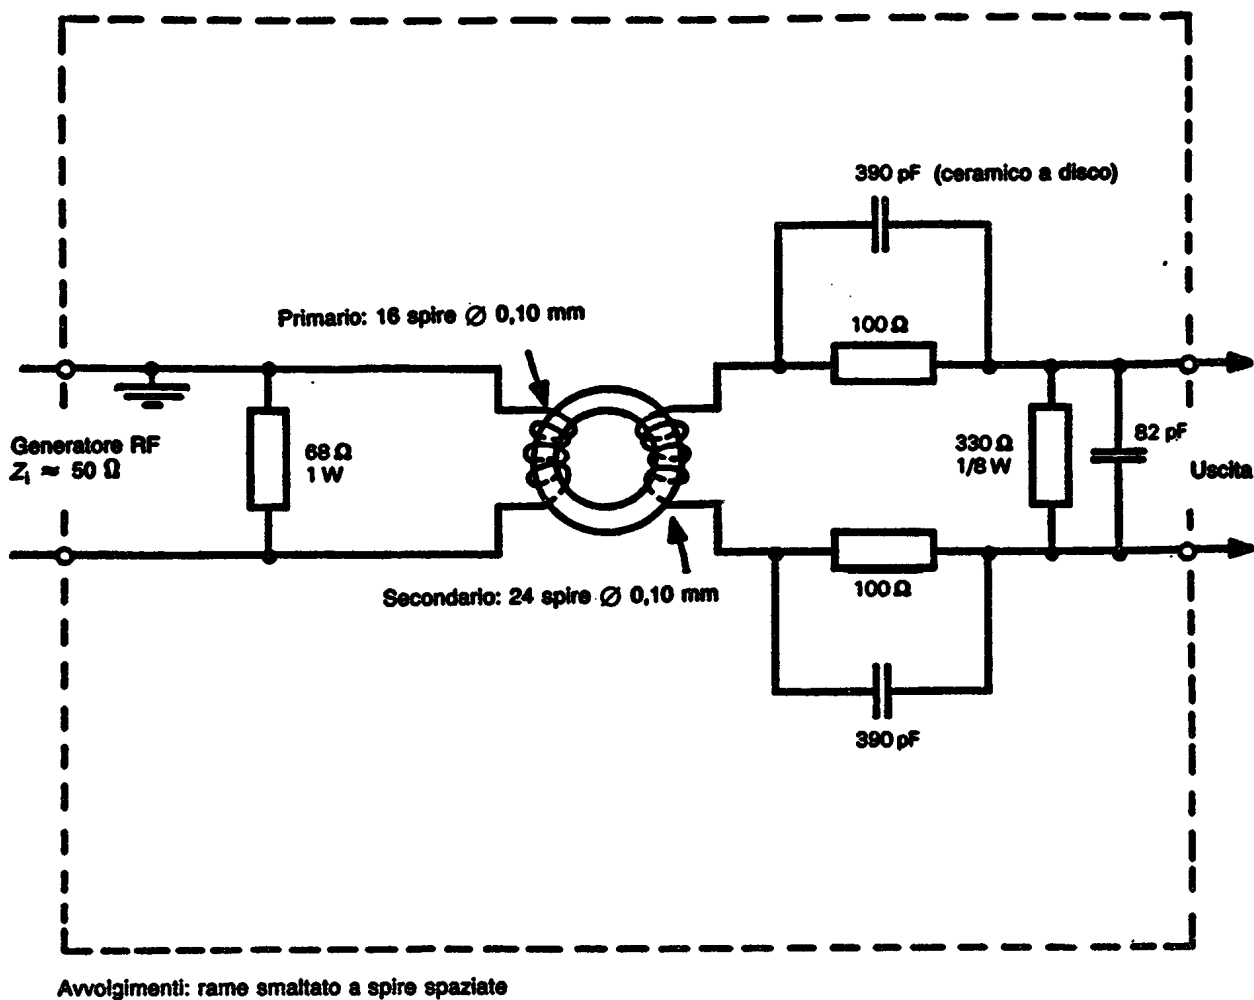 390 pF (ceramico a disco)
Primario: 16 spire Ø 0,10 mm
100 Ω
Generatore RF
Zi ≈ 50 Ω
68 Ω
1 W
330 Ω
1/8 W
82 pF
Uscita
100 Ω
Secondario: 24 spire Ø 0,10 mm
390 pF
Avvolgimenti: rame smaltato a spire spaziate